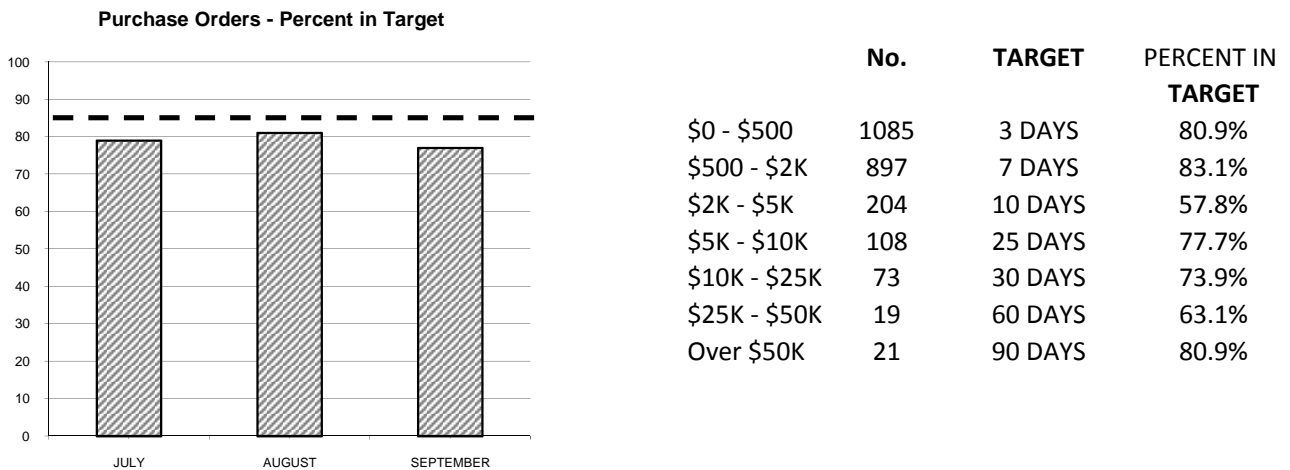 Purchase Orders - Percent in Target
100
90
80
70
60
50
40
30
20
10
0
JULY AUGUST SEPTEMBER
No. TARGET PERCENT IN
TARGET
$0 - $500 1085 3 DAYS 80.9%
$500 - $2K 897 7 DAYS 83.1%
$2K - $5K 204 10 DAYS 57.8%
$5K - $10K 108 25 DAYS 77.7%
$10K - $25K 73 30 DAYS 73.9%
$25K - $50K 19 60 DAYS 63.1%
Over $50K 21 90 DAYS 80.9%